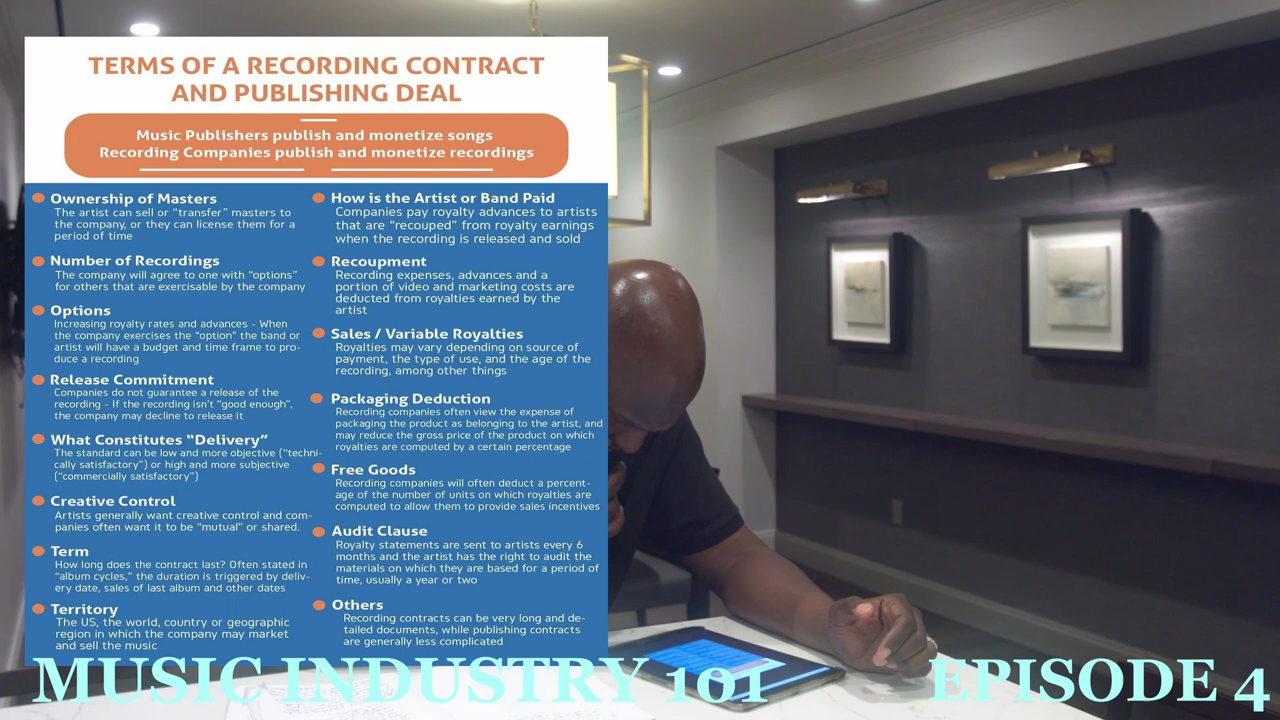 TERMS OF A RECORDING CONTRACT
AND PUBLISHING DEAL
Music Publishers publish and monetize songs
Recording Companies publish and monetize recordings
Ownership of Masters
The artist can sell or “transfer” masters to
the company, or they can license them for a
period of time
Number of Recordings
The company will agree to one with “options”
for others that are exercisable by the company
Options
Increasing royalty rates and advances - When
the company exercises the “option” the band or
artist will have a budget and time frame to pro-
duce a recording
Release Commitment
Companies do not guarantee a release of the
recording - If the recording isn’t “good enough”,
the company may decline to release it
What Constitutes “Delivery”
The standard can be low and more objective (“techni-
cally satisfactory”) or high and more subjective
(“commercially satisfactory”)
Creative Control
Artists generally want creative control and com-
panies often want it to be “mutual” or shared.
Term
How long does the contract last? Often stated in
“album cycles,” the duration is triggered by deliv-
ery date, sales of last album and other dates
Territory
The US, the world, country or geographic
region in which the company may market
and sell the music
How is the Artist or Band Paid
Companies pay royalty advances to artists
that are “recouped” from royalty earnings
when the recording is released and sold
Recoupment
Recording expenses, advances and a
portion of video and marketing costs are
deducted from royalties earned by the
artist
Sales / Variable Royalties
Royalties may vary depending on source of
payment, the type of use, and the age of the
recording, among other things
Packaging Deduction
Recording companies often view the expense of
packaging the product as belonging to the artist, and
may reduce the gross price of the product on which
royalties are computed by a certain percentage
Free Goods
Recording companies will often deduct a percent-
age of the number of units on which royalties are
computed to allow them to provide sales incentives
Audit Clause
Royalty statements are sent to artists every 6
months and the artist has the right to audit the
materials on which they are based for a period of
time, usually a year or two
Others
Recording contracts can be very long and de-
tailed documents, while publishing contracts
are generally less complicated
MUSIC INDUSTRY 101 EPISODE 4